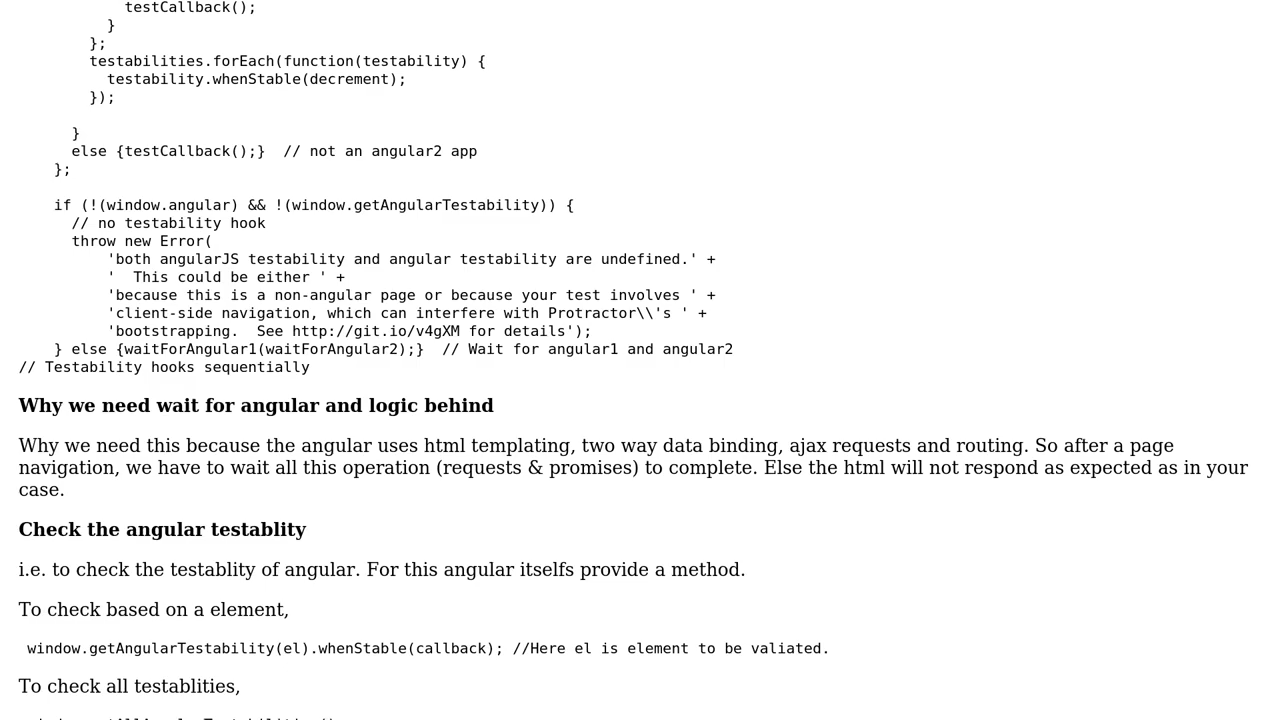 testCallback();
}
};
testabilities.forEach(function(testability) {
testability.whenStable(decrement);
});
}
else {testCallback();}  // not an angular2 app
};
if (!(window.angular) && !(window.getAngularTestability)) {
// no testability hook
throw new Error(
'both angularJS testability and angular testability are undefined.' +
'  This could be either ' +
'because this is a non-angular page or because your test involves ' +
'client-side navigation, which can interfere with Protractor\\'s ' +
'bootstrapping.  See http://git.io/v4gXM for details');
} else {waitForAngular1(waitForAngular2);}  // Wait for angular1 and angular2
// Testability hooks sequentially
Why we need wait for angular and logic behind
Why we need this because the angular uses html templating, two way data binding, ajax requests and routing. So after a page
navigation, we have to wait all this operation (requests & promises) to complete. Else the html will not respond as expected as in your
case.
Check the angular testablity
i.e. to check the testablity of angular. For this angular itselfs provide a method.
To check based on a element,
window.getAngularTestability(el).whenStable(callback); //Here el is element to be valiated.
To check all testablities,